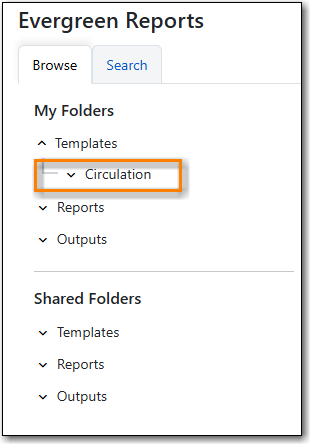 Evergreen Reports
Browse
Search
My Folders
Templates
Circulation
Reports
Outputs
Shared Folders
Templates
Reports
Outputs